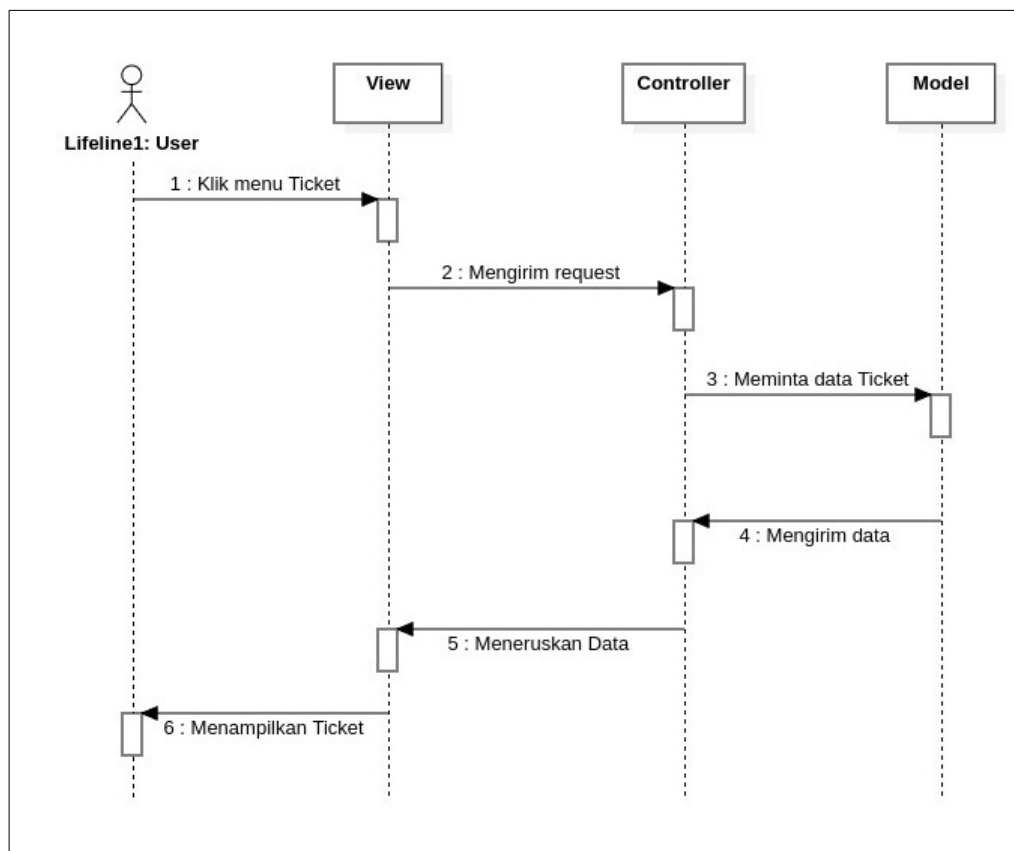 View
Controller
Model
Lifeline1: User
1 : Klik menu Ticket
2 : Mengirim request
3 : Meminta data Ticket
4 : Mengirim data
5 : Meneruskan Data
6 : Menampilkan Ticket